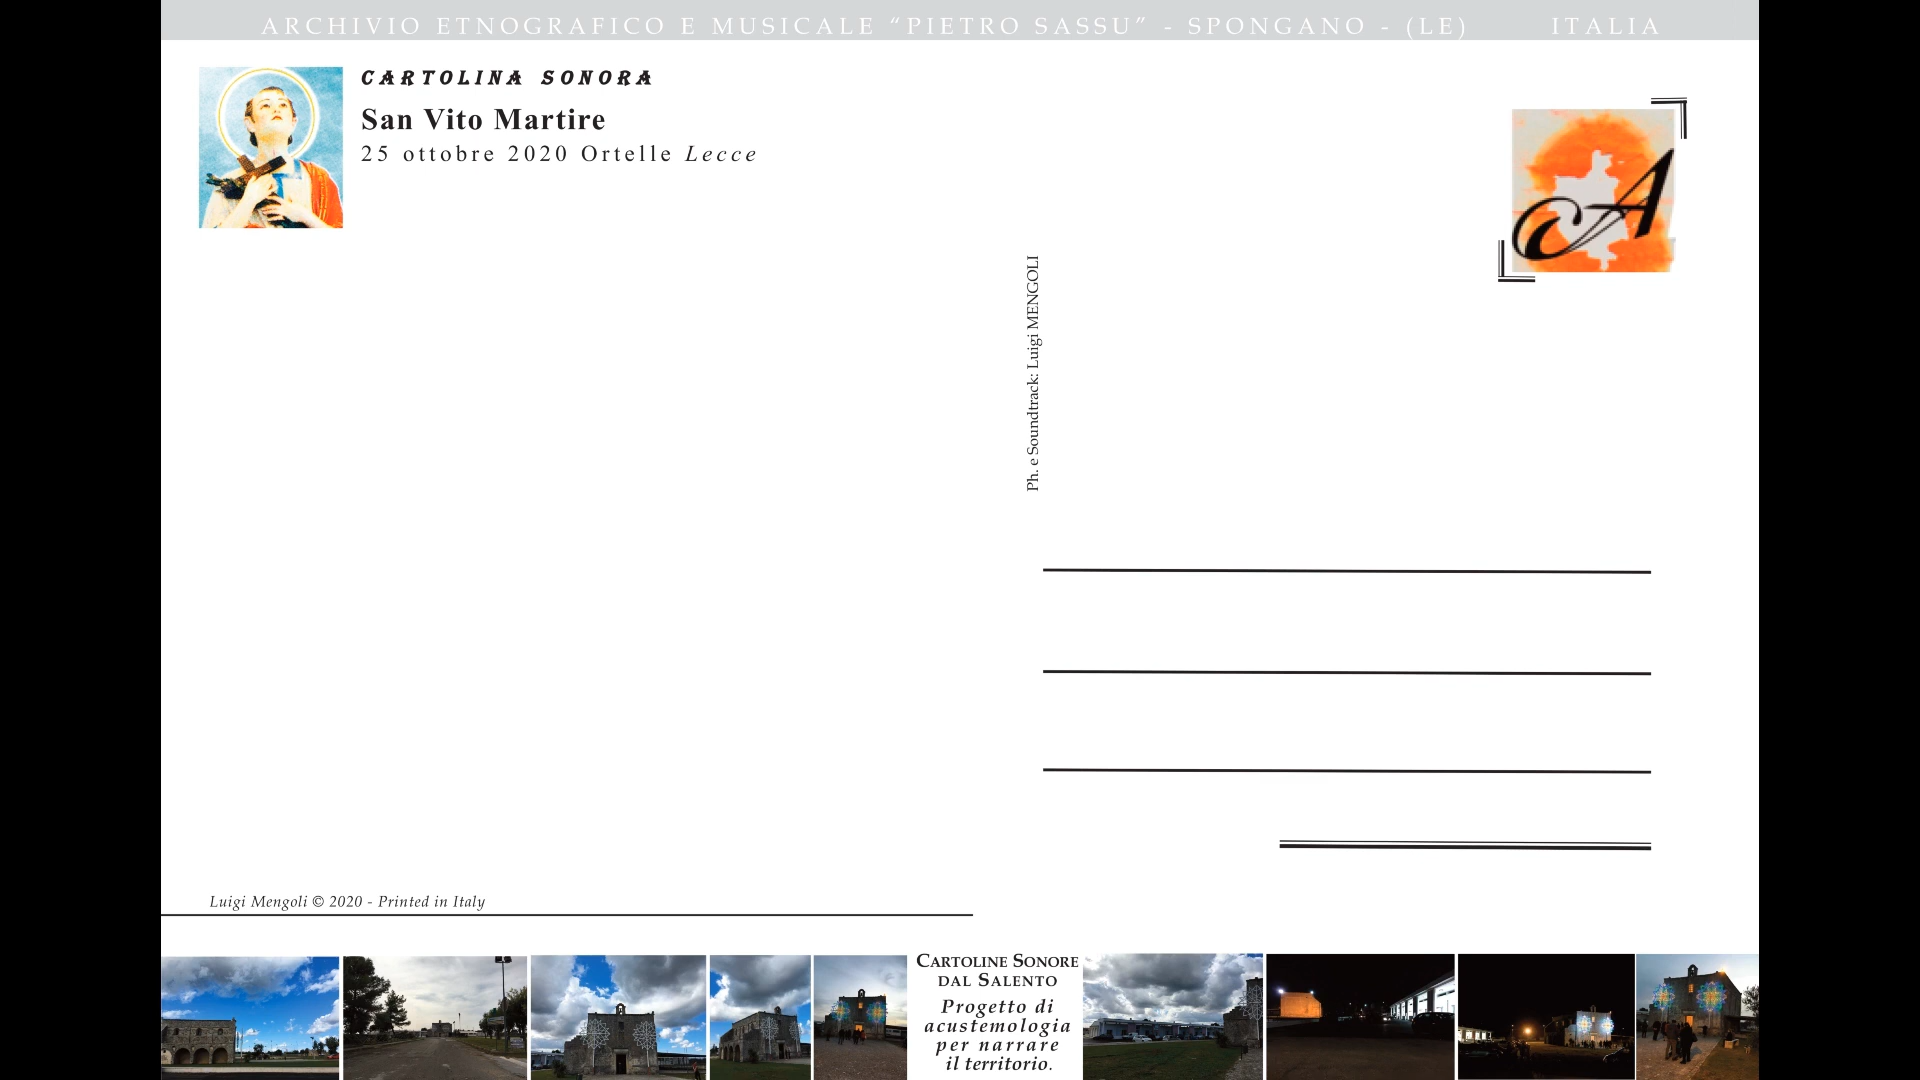 ARCHIVIO ETNOGRAFICO E MUSICALE “PIETRO SASSU” - SPONGANO - (LE) ITALIA
CARTOLINA SONORA
San Vito Martire
25 ottobre 2020 Ortelle Lecce
A
Ph. e Soundtrack: Luigi MENGOLI
Luigi Mengoli © 2020 - Printed in Italy
CARTOLINE SONORE
DAL SALENTO
Progetto di
acustemologia
per narrare
il territorio.